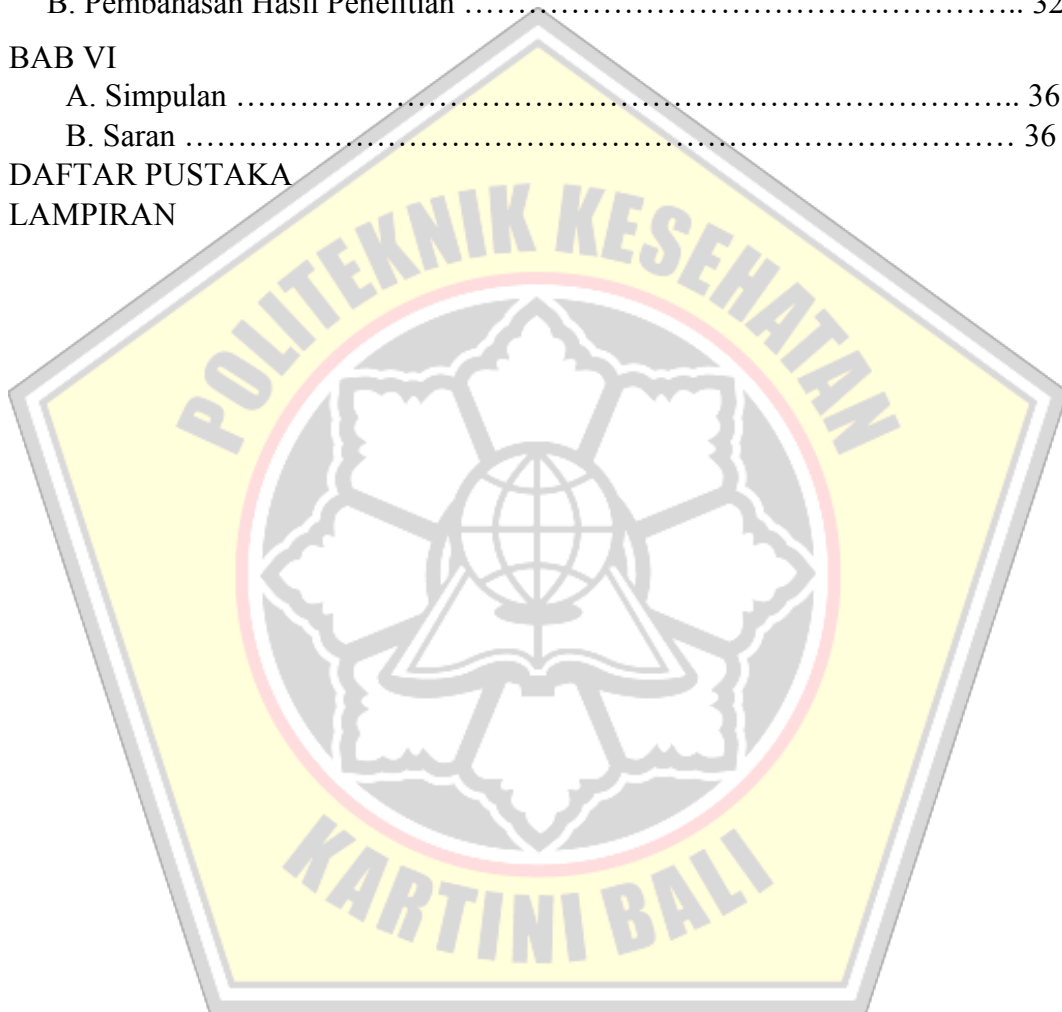 B. Pembahasan Hasil Penelitian ……………………………………………….. 32
BAB VI
A. Simpulan …………………………………………………………………….. 36
B. Saran ………………………………………………………………………… 36
DAFTAR PUSTAKA
LAMPIRAN
POLITEKNIK KESEHATAN
KARTINI BALI